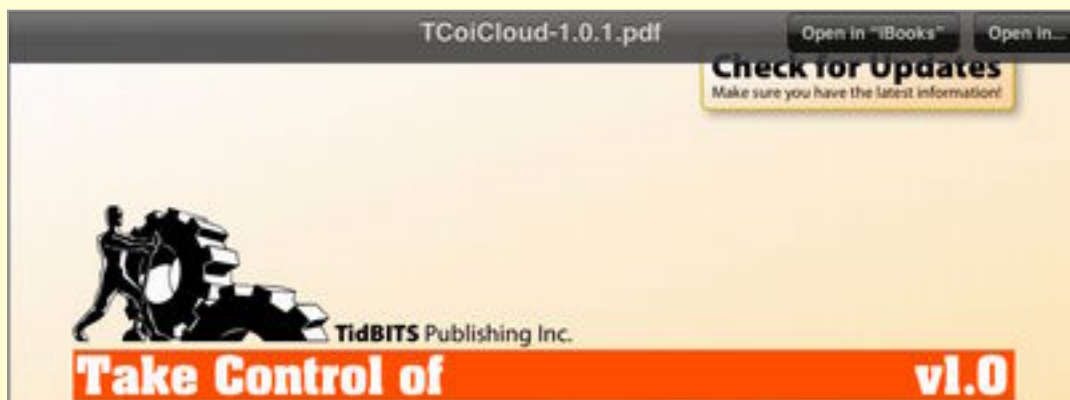 TCoiCloud-1.0.1.pdf Open in "iBooks" Open in...
Check for Updates
Make sure you have the latest information!
TidBITS Publishing Inc.
Take Control of v1.0